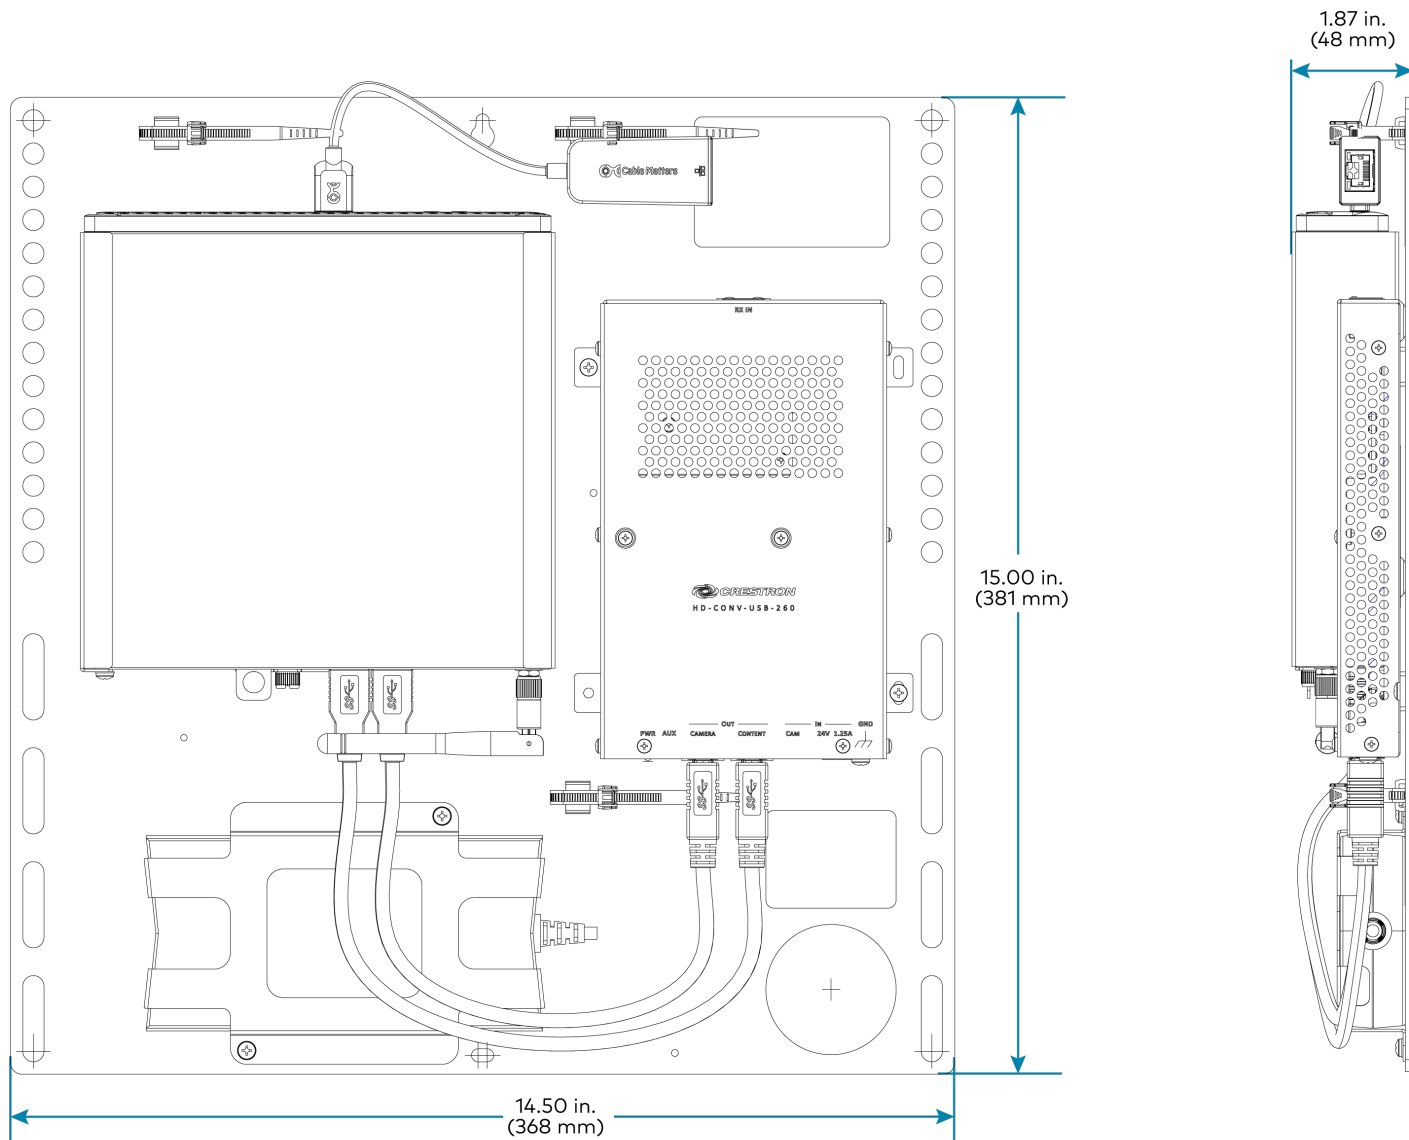 1.87 in.
(48 mm)
Cable Matters
RX IN
15.00 in.
(381 mm)
CRESTRON
HD-CONV-USB-260
OUT IN GND
PWR AUX CAMERA CONTENT CAM 24V 1.25A
14.50 in.
(368 mm)